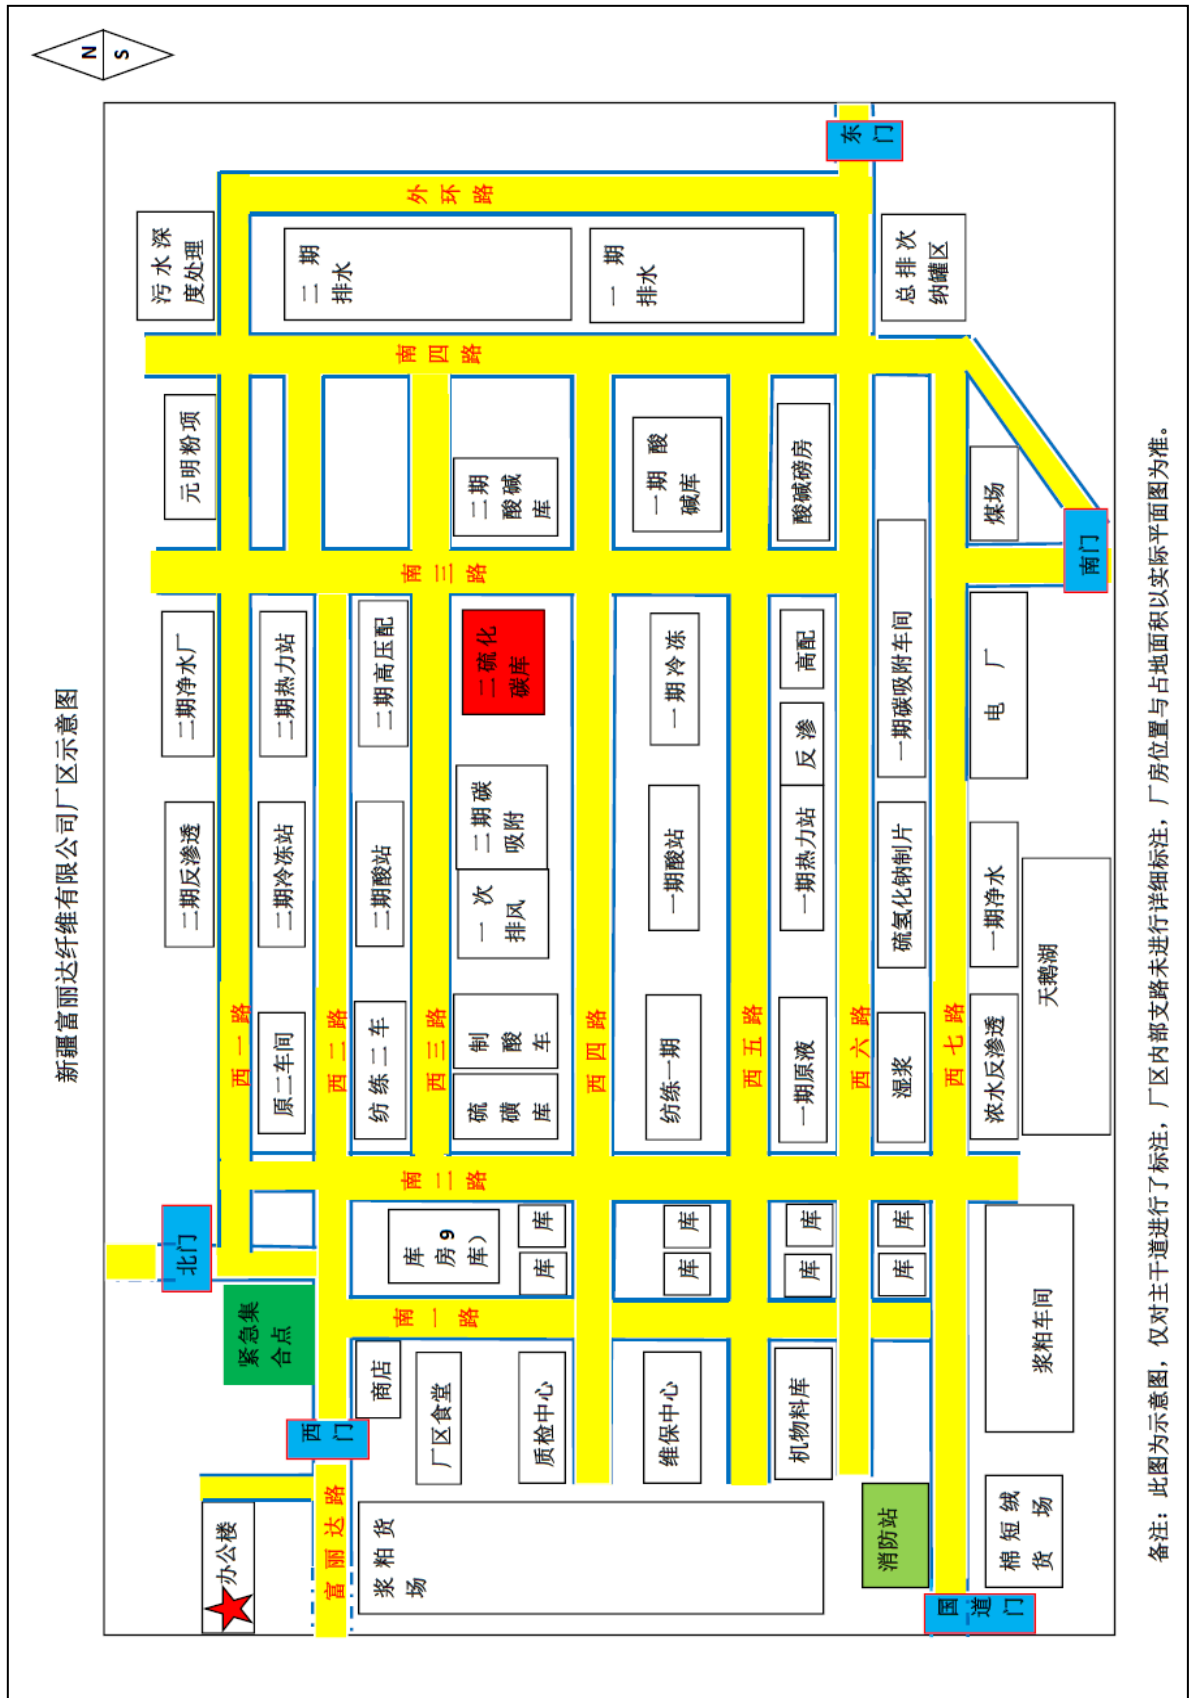 新疆富丽达纤维有限公司厂区示意图
N
S
办公楼
富丽达路
西门
紧急集
合点
北门
浆粕货
场
商店
厂区食堂
质检中心
维保中心
机物料库
消防站
国道门
棉短绒
货 场
浆粕车间
南一路
库
房9
库）
库
库
库
库
库
库
库
库
南二路
西一路
西二路
西三路
西四路
西五路
西六路
西七路
二期反渗透
二期净水厂
原二车间
二期冷冻站
二期热力站
纺练二车
二期酸站
二期高压配
硫
磺
库
制
酸
车
一次
排风
二期碳
吸附
二硫化
碳库
纺练一期
一期酸站
一期冷冻
一期原液
一期热力站
反渗
高配
湿浆
硫氢化钠制片
一期碳吸附车间
浓水反渗透
一期净水
天鹅湖
电 厂
南三路
元明粉项
二期
酸碱
库
一期 酸
碱库
酸碱磅房
煤场
南门
南四路
污水深
度处理
二期
排水
一期
排水
总排次
纳罐区
外环路
东门
备注：此图为示意图，仅对主干道进行了标注，厂区内部支路未进行详细标注，厂房位置与占地面积以实际平面图为准。